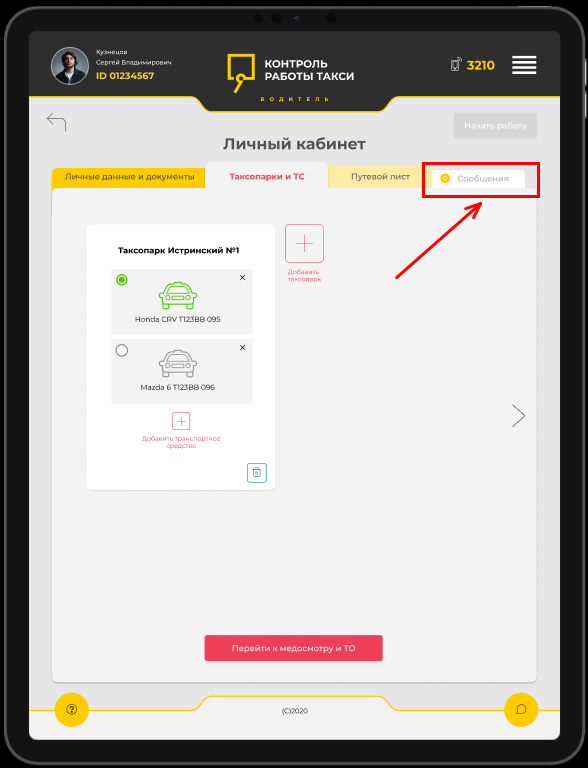 Кузнецов
Сергей Владимирович
ID 01234567
КОНТРОЛЬ
РАБОТЫ ТАКСИ
ВОДИТЕЛЬ
3210
Начать работу
Личный кабинет
Личные данные и документы
Таксопарки и ТС
Путевой лист
Сообщения
Таксопарк Истринский №1
Honda CRV Т123ВВ 095
Mazda 6 Т123ВВ 096
Добавить транспортное
средство
Добавить
таксопарк
Перейти к медосмотру и ТО
(C)2020